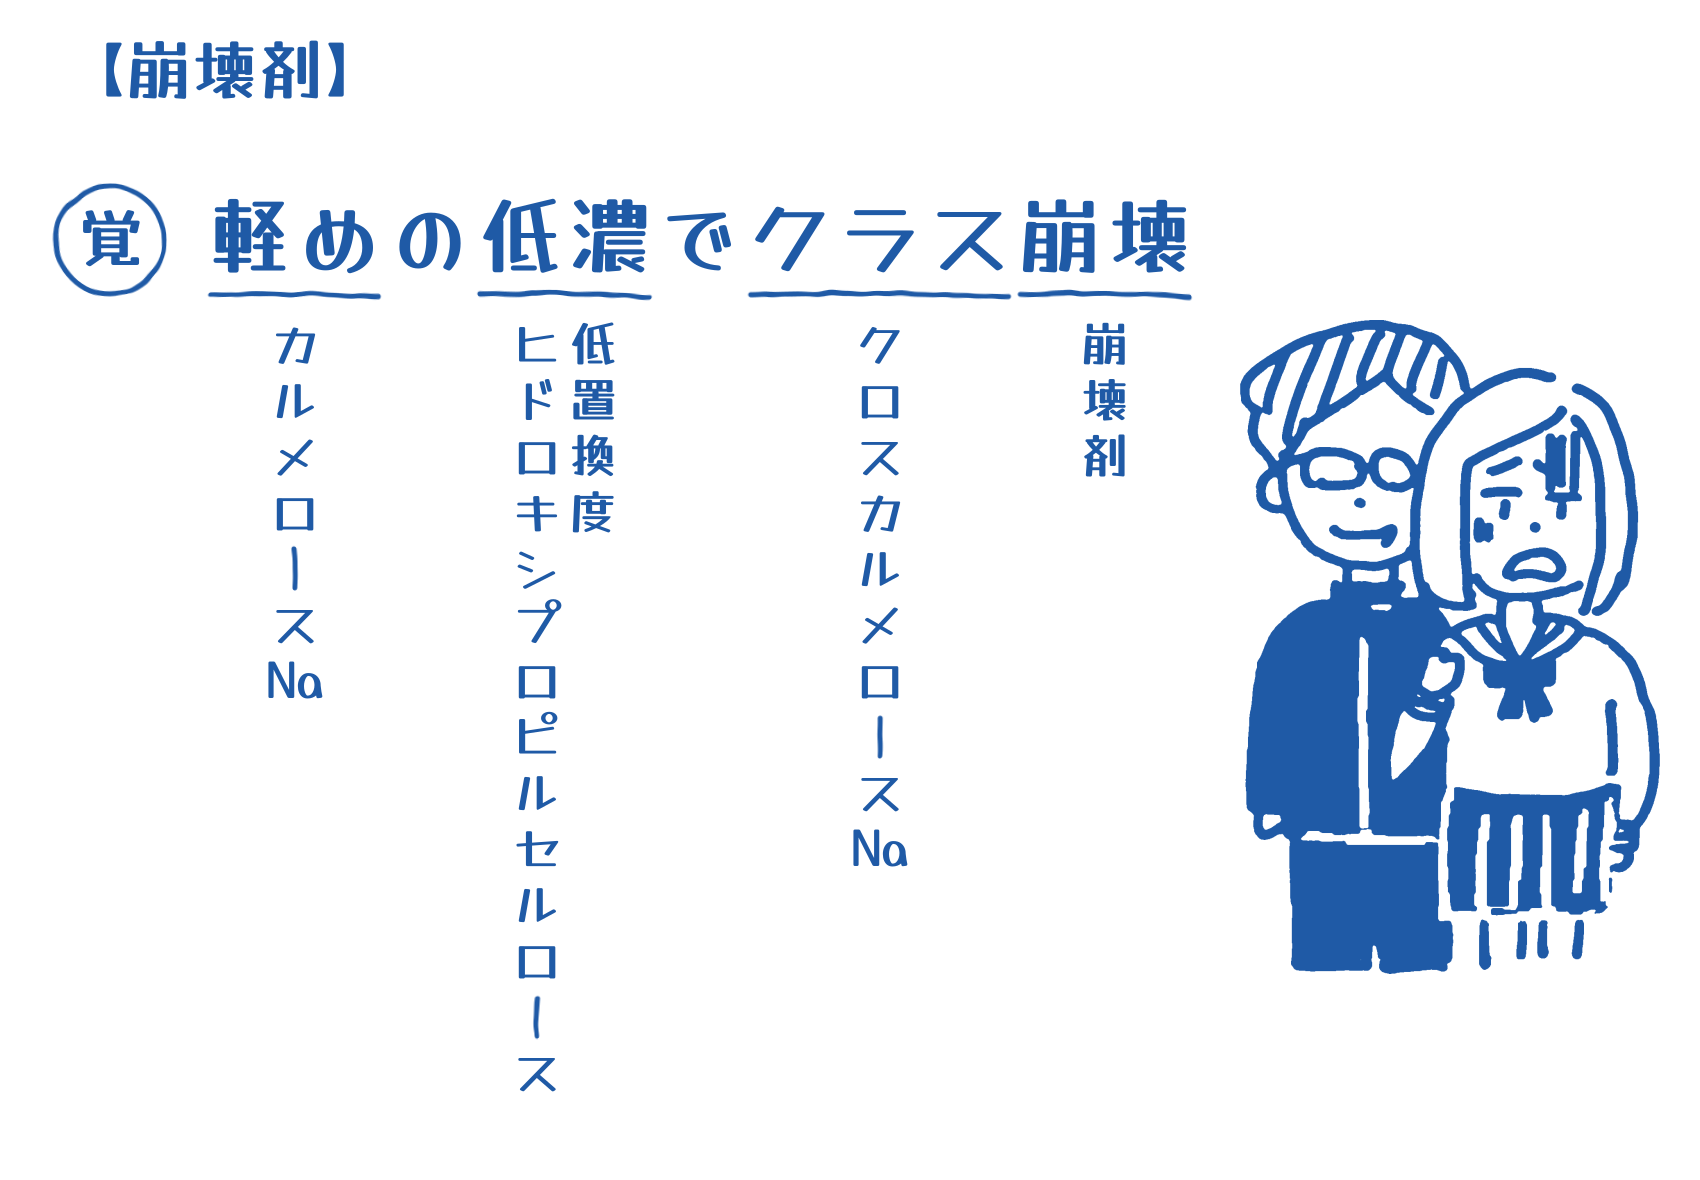 【崩壊剤】
覚 軽めの低濃でクラス崩壊
カルメロースNa
低置換度
ヒドロキシプロピルセルロース
クロスカルメロースNa
崩壊剤